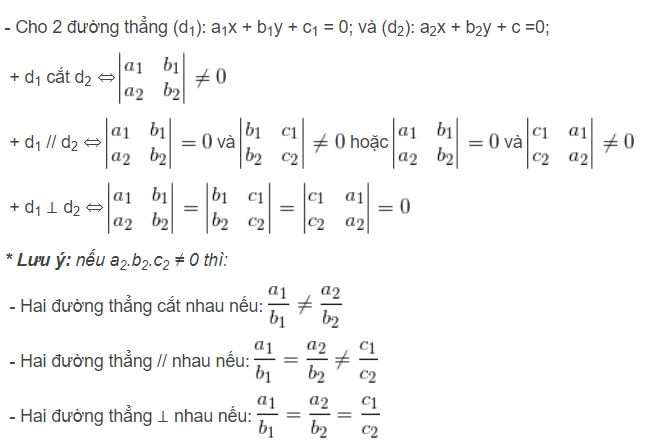 - Cho 2 đường thẳng (d₁): a₁x + b₁y + c₁ = 0; và (d₂): a₂x + b₂y + c =0;
+ d₁ cắt d₂ ⇔ |a₁ b₁; a₂ b₂| ≠ 0
+ d₁ // d₂ ⇔ |a₁ b₁; a₂ b₂| = 0 và |b₁ c₁; b₂ c₂| ≠ 0 hoặc |a₁ b₁; a₂ b₂| = 0 và |c₁ a₁; c₂ a₂| ≠ 0
+ d₁ ⊥ d₂ ⇔ |a₁ b₁; a₂ b₂| = |b₁ c₁; b₂ c₂| = |c₁ a₁; c₂ a₂| = 0
* Lưu ý: nếu a₂.b₂.c₂ ≠ 0 thì:
- Hai đường thẳng cắt nhau nếu: a₁/b₁ ≠ a₂/b₂
- Hai đường thẳng // nhau nếu: a₁/b₁ = a₂/b₂ ≠ c₁/c₂
- Hai đường thẳng ⊥ nhau nếu: a₁/b₁ = a₂/b₂ = c₁/c₂